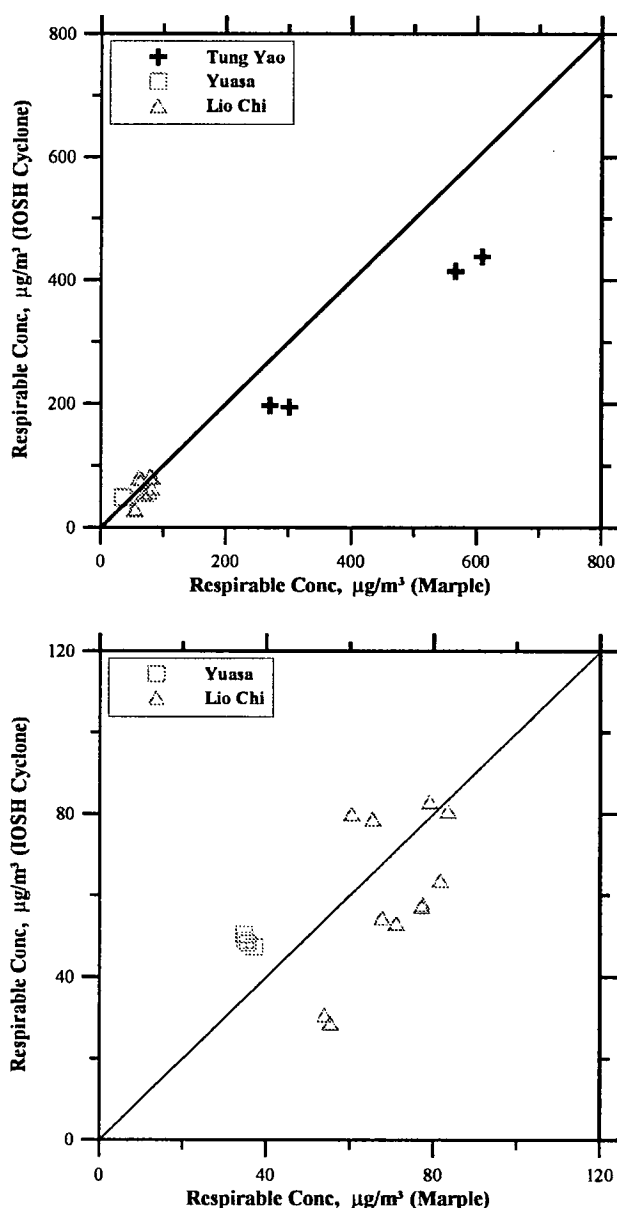 800
600
400
200
0
Respirable Conc, µg/m³ (IOSH Cyclone)
Tung Yao
Yuasa
Lio Chi
0 200 400 600 800
Respirable Conc, µg/m³ (Marple)
120
80
40
0
Respirable Conc, µg/m³ (IOSH Cyclone)
Yuasa
Lio Chi
0 40 80 120
Respirable Conc, µg/m³ (Marple)